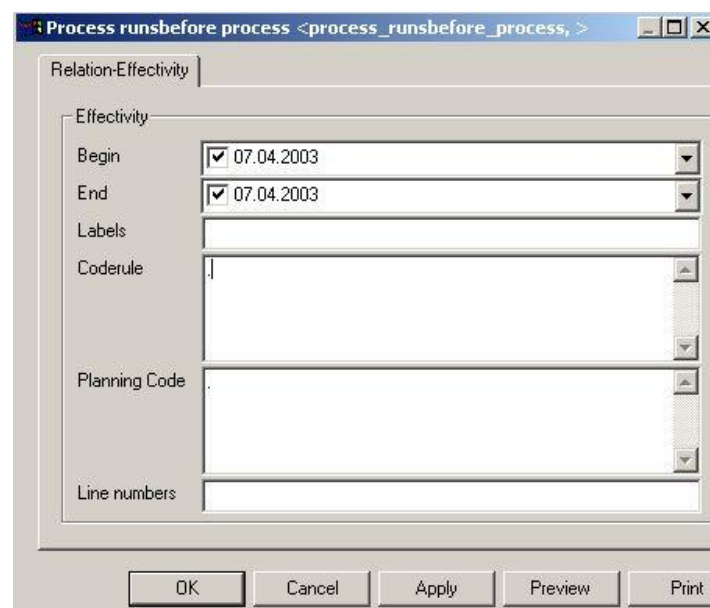 Process runsbefore process <process_runsbefore_process, >
Relation-Effectivity
Effectivity
Begin 07.04.2003
End 07.04.2003
Labels
Coderule .
Planning Code .
Line numbers
OK Cancel Apply Preview Print